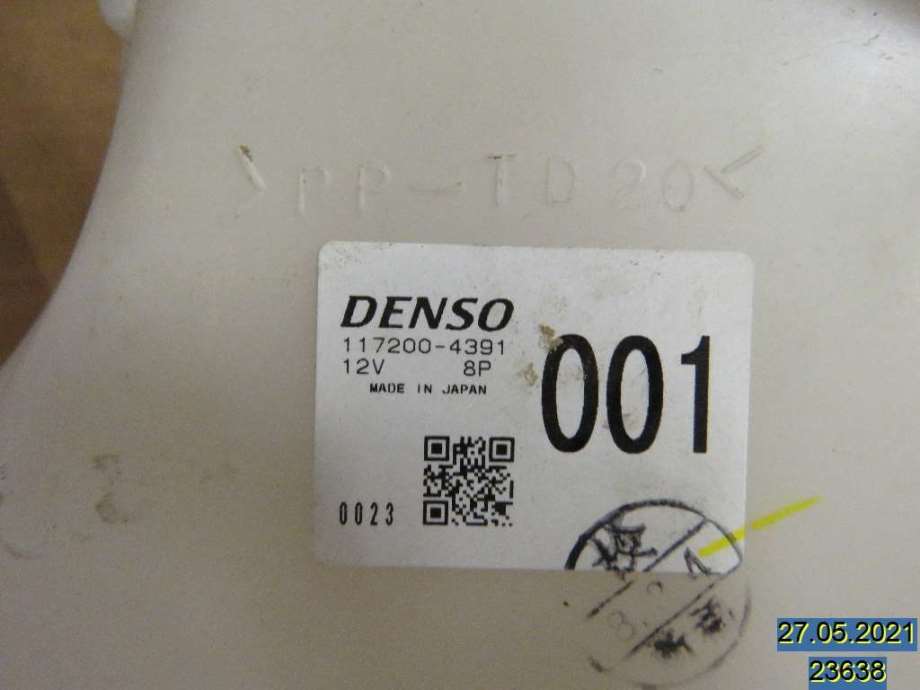 >PP-TD20<
DENSO
117200-4391
12V 8P
MADE IN JAPAN
001
0023
27.05.2021
23638